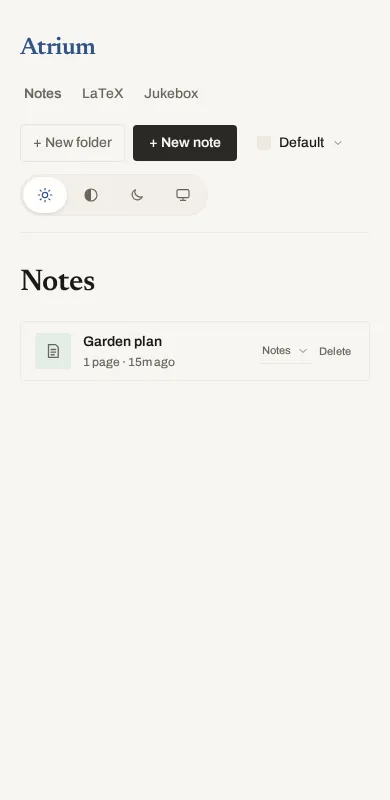 Atrium
Notes LaTeX Jukebox
+ New folder + New note Default
Notes
Garden plan
1 page · 15m ago
Notes Delete